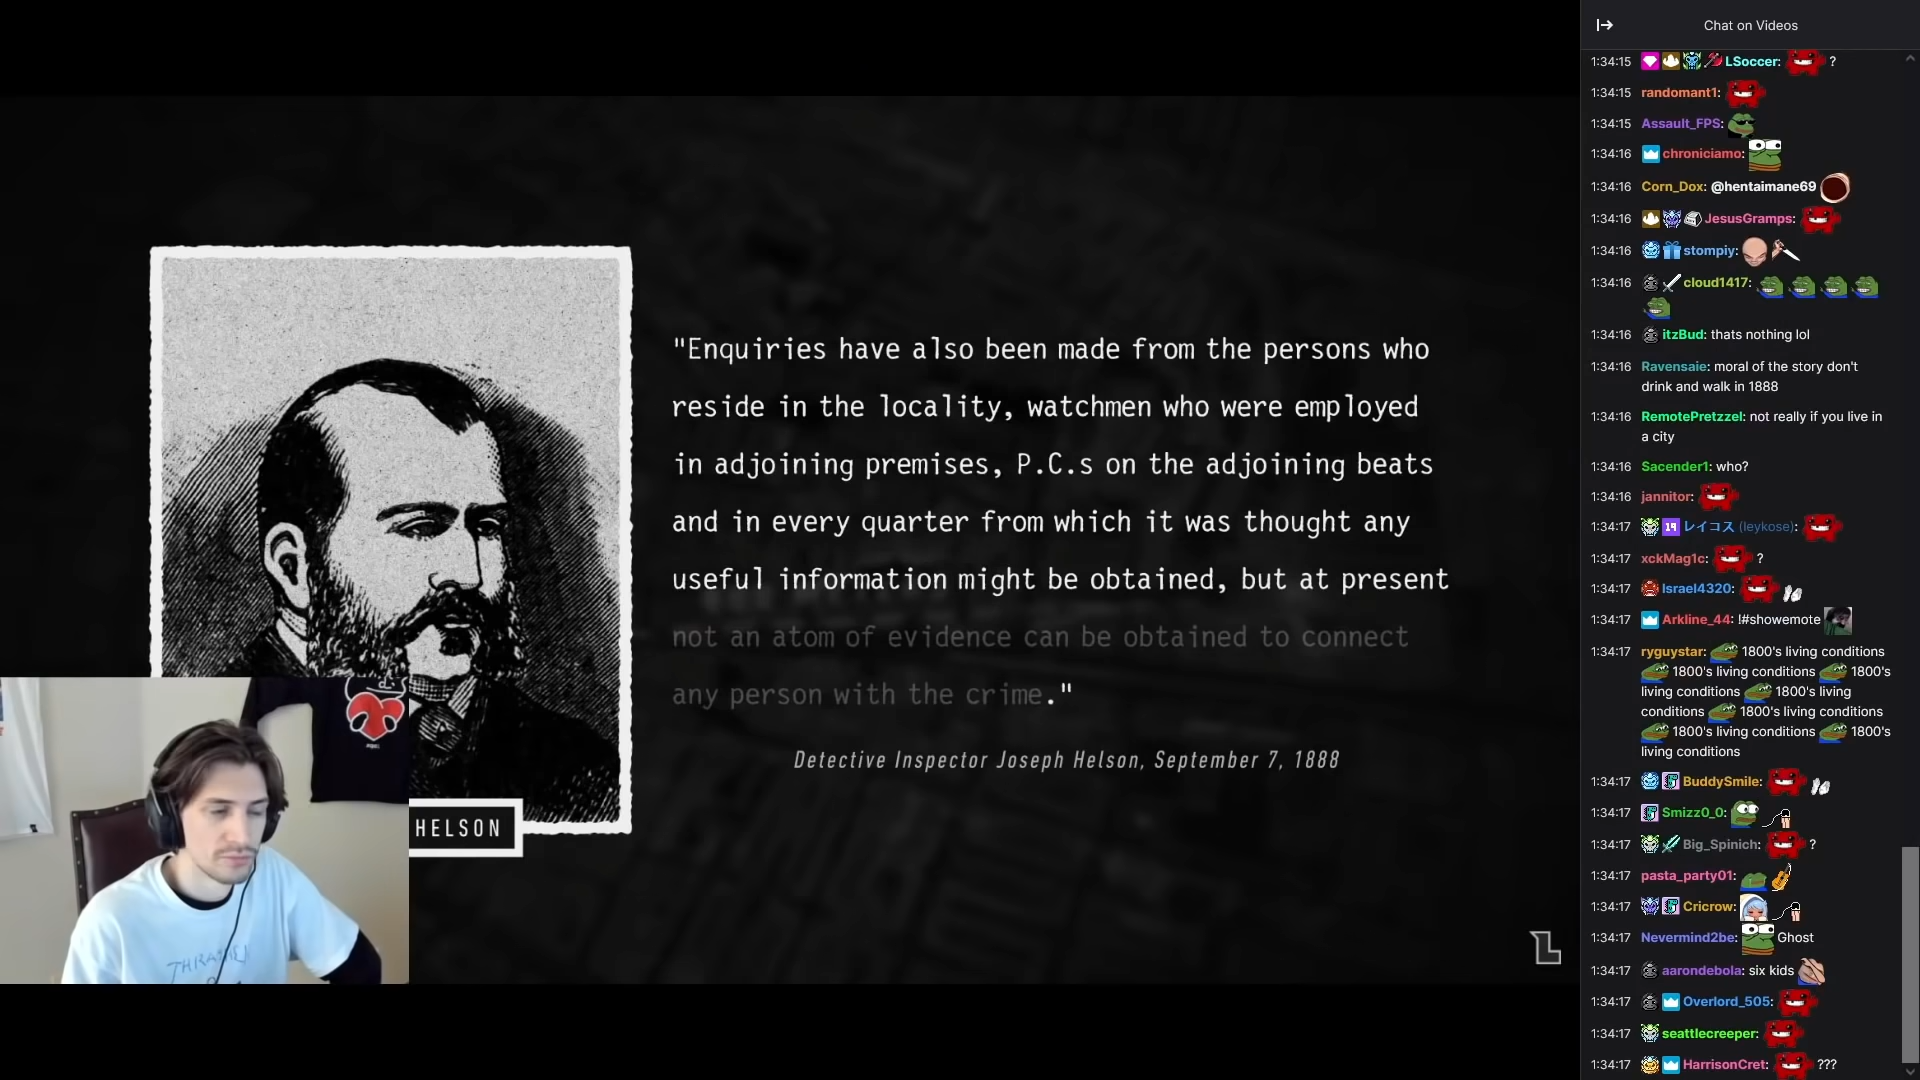 "Enquiries have also been made from the persons who
reside in the locality, watchmen who were employed
in adjoining premises, P.C.s on the adjoining beats
and in every quarter from which it was thought any
useful information might be obtained, but at present
not an atom of evidence can be obtained to connect
any person with the crime."
Detective Inspector Joseph Helson, September 7, 1888
HELSON
Chat on Videos
1:34:15 LSoccer: ?
1:34:15 randomant1:
1:34:15 Assault_FPS:
1:34:16 chroniciamo:
1:34:16 Corn_Dox: @hentaimane69
1:34:16 JesusGramps:
1:34:16 stompiy:
1:34:16 cloud1417:
1:34:16 itzBud: thats nothing lol
1:34:16 Ravensaie: moral of the story don't
drink and walk in 1888
1:34:16 RemotePretzzel: not really if you live in
a city
1:34:16 Sacender1: who?
1:34:16 jannitor:
1:34:17 レイコス (leykose):
1:34:17 xckMag1c: ?
1:34:17 Israel4320:
1:34:17 Arkline_44: !#showemote
1:34:17 ryguystar: 1800's living conditions
1800's living conditions 1800's
living conditions 1800's living
conditions 1800's living conditions
1800's living conditions 1800's
living conditions
1:34:17 BuddySmile:
1:34:17 Smizz0_0:
1:34:17 Big_Spinich: ?
1:34:17 pasta_party01:
1:34:17 Cricrow:
1:34:17 Nevermind2be: Ghost
1:34:17 aarondebola: six kids
1:34:17 Overlord_505:
1:34:17 seattlecreeper:
1:34:17 HarrisonCret: ???